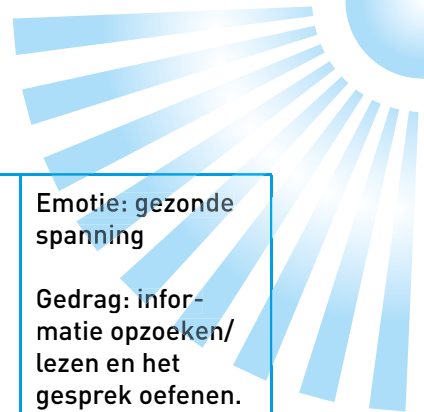 Emotie: gezonde
spanning
Gedrag: infor-
matie opzoeken/
lezen en het
gesprek oefenen.